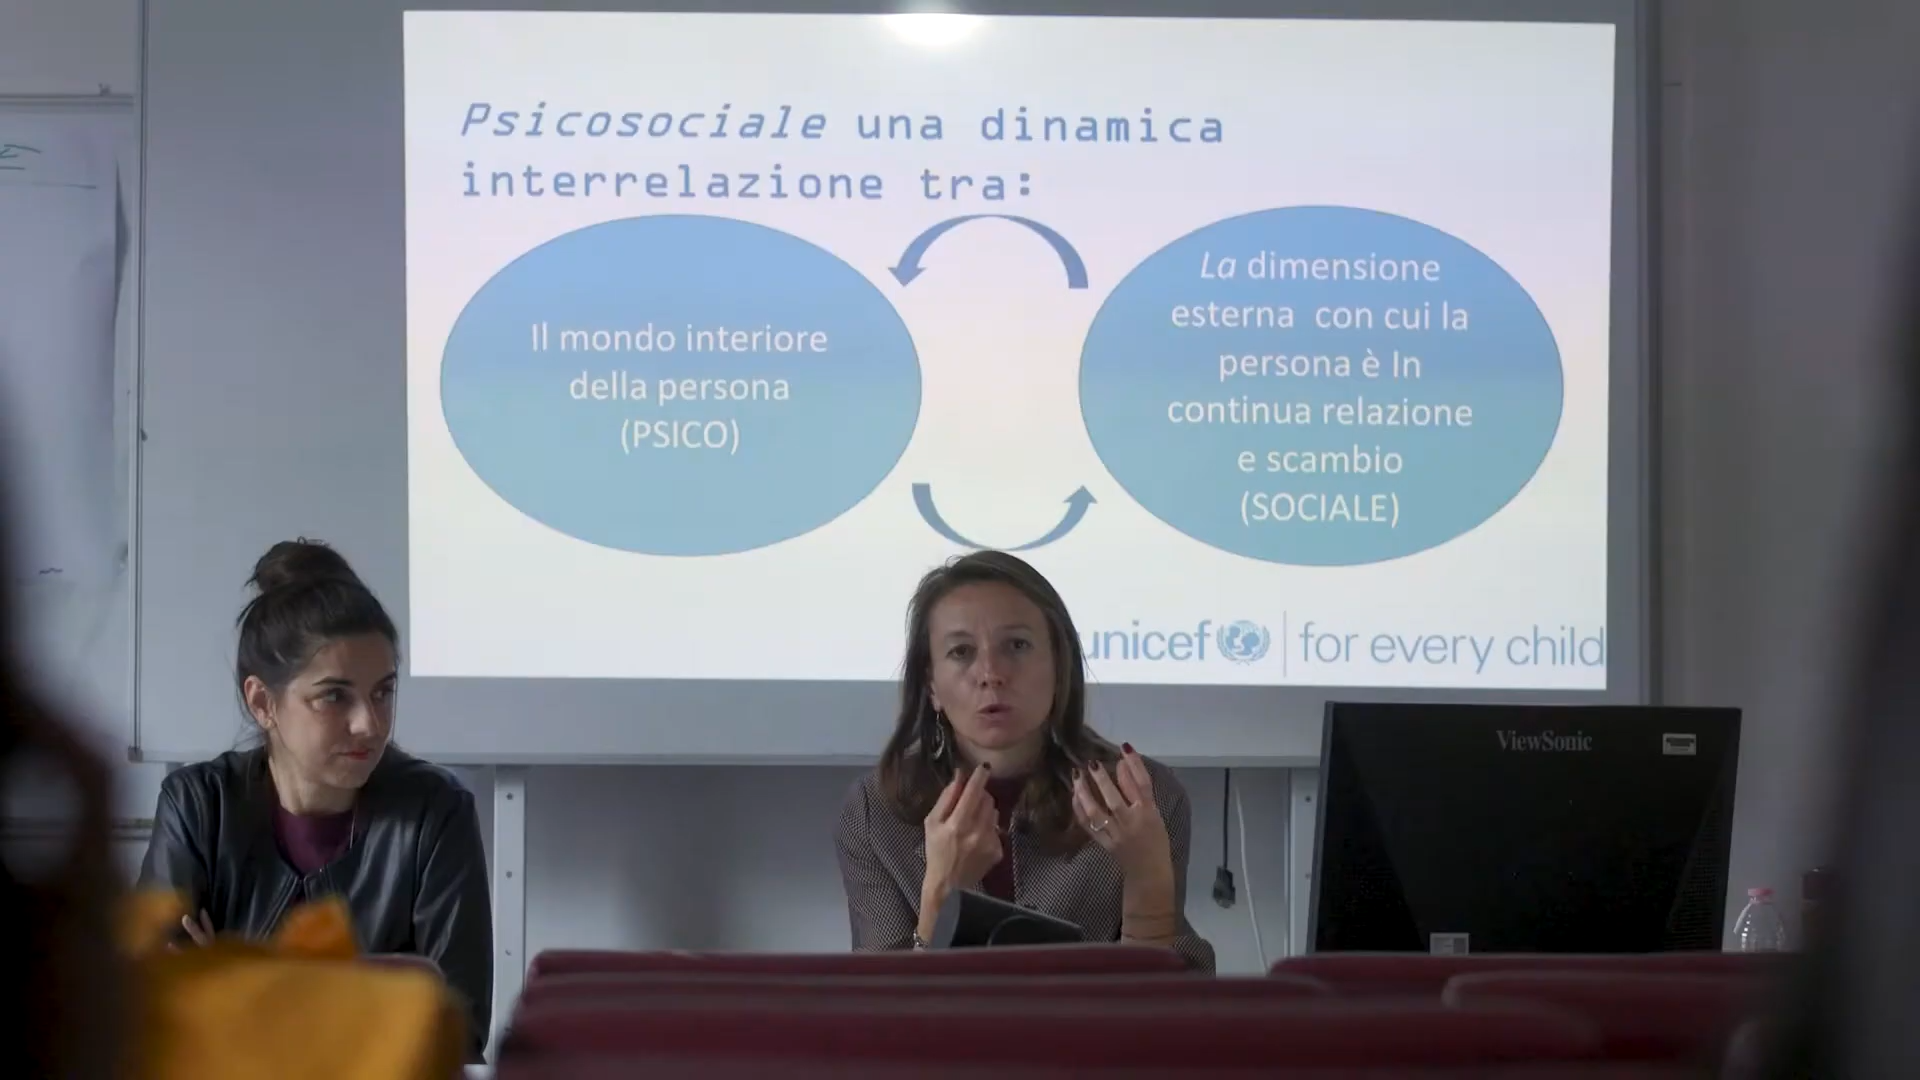 Psicosociale una dinamica
interrelazione tra:
Il mondo interiore
della persona
(PSICO)
La dimensione
esterna con cui la
persona è In
continua relazione
e scambio
(SOCIALE)
unicef for every child
ViewSonic